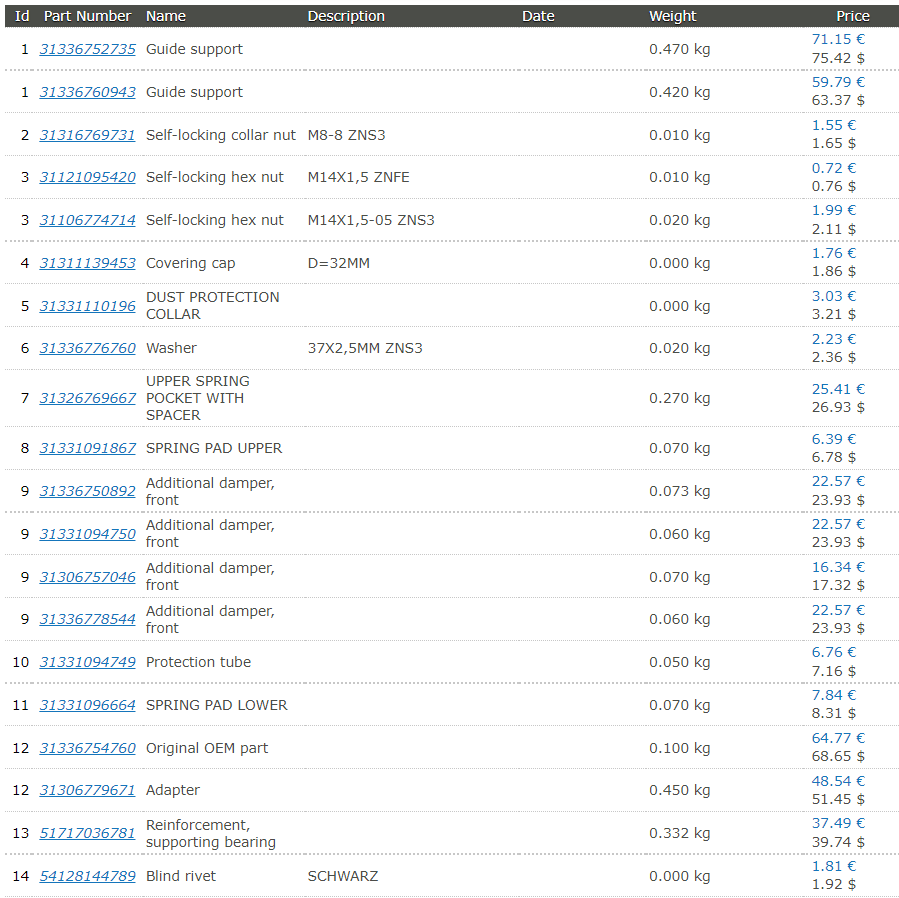 Id Part Number Name Description Date Weight Price
1 31336752735 Guide support 0.470 kg 71.15 €
75.42 $
1 31336760943 Guide support 0.420 kg 59.79 €
63.37 $
2 31316769731 Self-locking collar nut M8-8 ZNS3 0.010 kg 1.55 €
1.65 $
3 31121095420 Self-locking hex nut M14X1,5 ZNFE 0.010 kg 0.72 €
0.76 $
3 31106774714 Self-locking hex nut M14X1,5-05 ZNS3 0.020 kg 1.99 €
2.11 $
4 31311139453 Covering cap D=32MM 0.000 kg 1.76 €
1.86 $
5 31331110196 DUST PROTECTION
COLLAR 0.000 kg 3.03 €
3.21 $
6 31336776760 Washer 37X2,5MM ZNS3 0.020 kg 2.23 €
2.36 $
7 31326769667 UPPER SPRING
POCKET WITH
SPACER 0.270 kg 25.41 €
26.93 $
8 31331091867 SPRING PAD UPPER 0.070 kg 6.39 €
6.78 $
9 31336750892 Additional damper,
front 0.073 kg 22.57 €
23.93 $
9 31331094750 Additional damper,
front 0.060 kg 22.57 €
23.93 $
9 31306757046 Additional damper,
front 0.070 kg 16.34 €
17.32 $
9 31336778544 Additional damper,
front 0.060 kg 22.57 €
23.93 $
10 31331094749 Protection tube 0.050 kg 6.76 €
7.16 $
11 31331096664 SPRING PAD LOWER 0.070 kg 7.84 €
8.31 $
12 31336754760 Original OEM part 0.100 kg 64.77 €
68.65 $
12 31306779671 Adapter 0.450 kg 48.54 €
51.45 $
13 51717036781 Reinforcement,
supporting bearing 0.332 kg 37.49 €
39.74 $
14 54128144789 Blind rivet SCHWARZ 0.000 kg 1.81 €
1.92 $